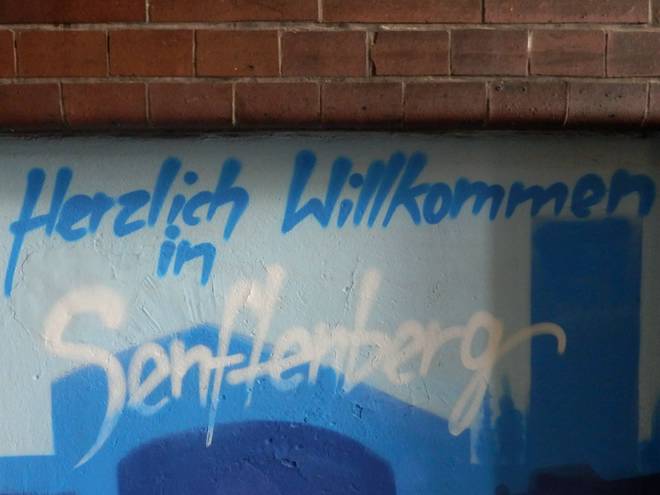 Herzlich Willkommen
in
Senftenberg